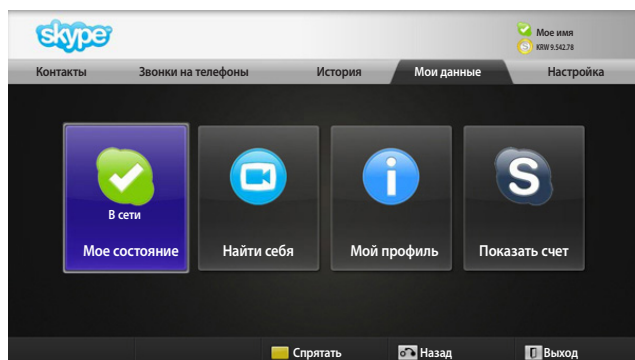 skype
Мое имя
KRW 9.542.78
Контакты Звонки на телефоны История Мои данные Настройка
S
В сети
Мое состояние Найти себя Мой профиль Показать счет
Спрятать Назад Выход